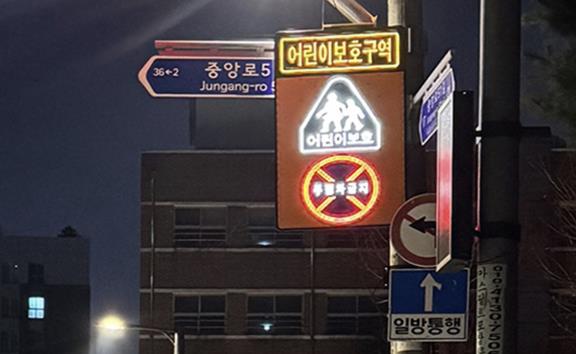 어린이보호구역
36←2 중앙로5
Jungang-ro 5
어린이보호
주정차금지
일방통행